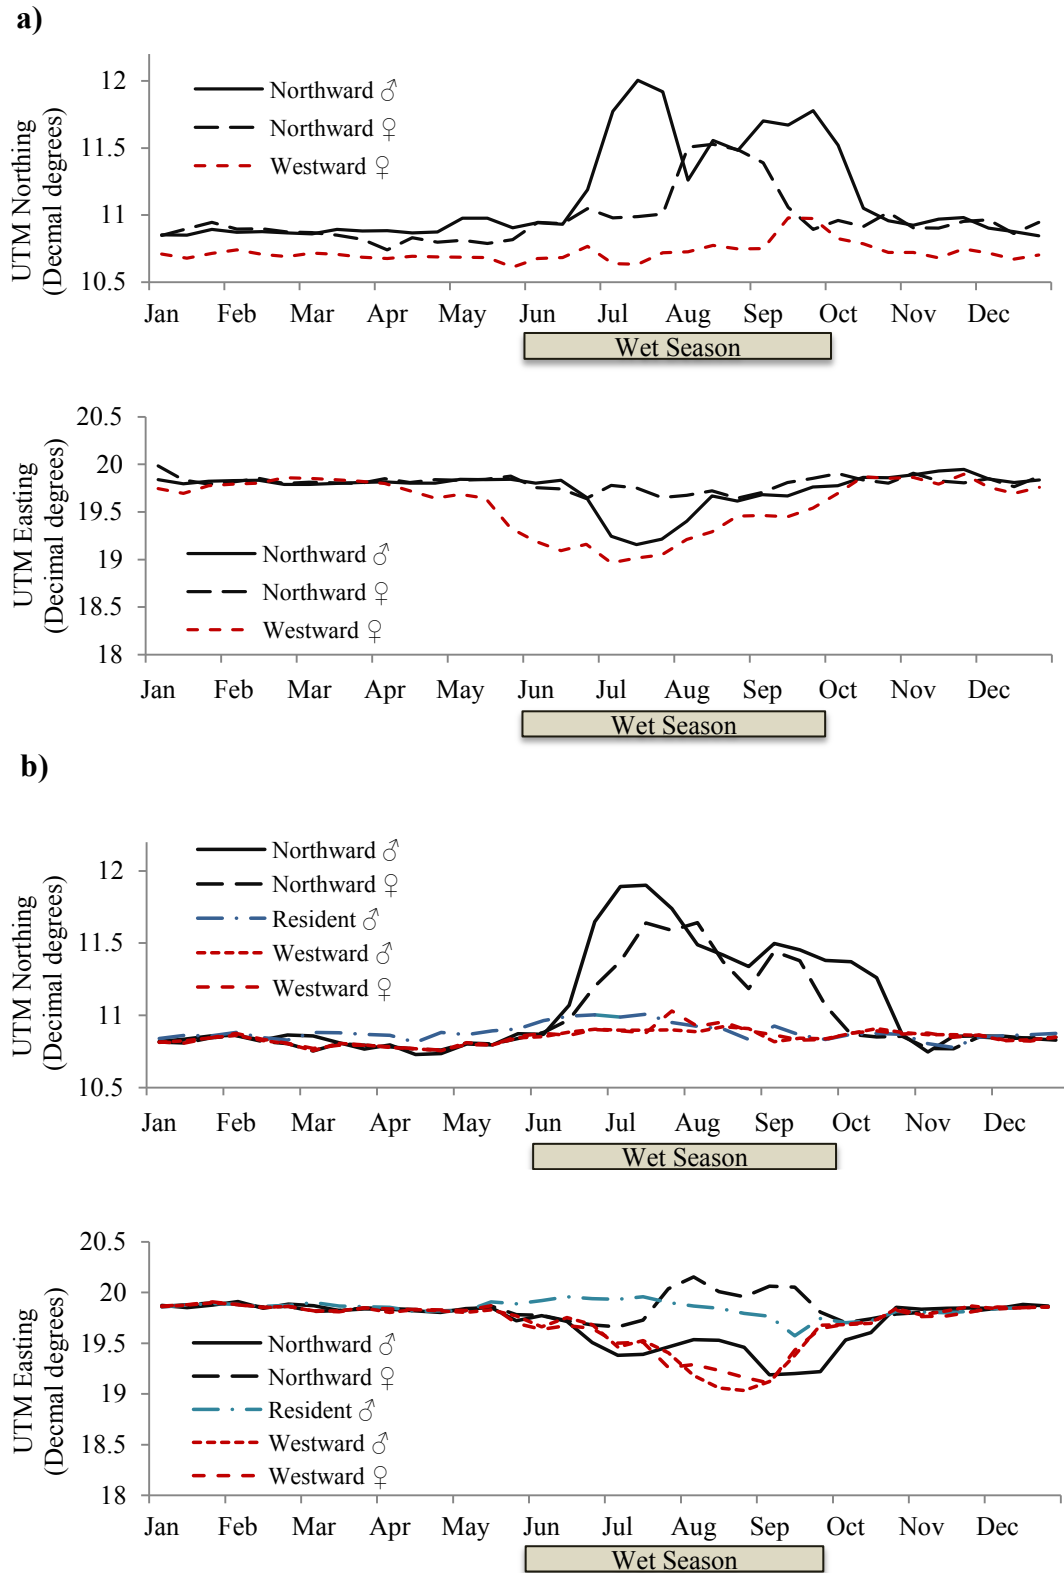 a)
UTM Northing
(Decmal degrees)
12
11.5
11
10.5
Northward ♂
Northward ♀
Westward ♀
Jan Feb Mar Apr May Jun Jul Aug Sep Oct Nov Dec
Wet Season
UTM Easting
(Decimal degrees)
20.5
20
19.5
19
18.5
18
Northward ♂
Northward ♀
Westward ♀
Jan Feb Mar Apr May Jun Jul Aug Sep Oct Nov Dec
Wet Season
b)
UTM Northing
(Decimal degrees)
12
11.5
11
10.5
Northward ♂
Northward ♀
Resident ♂
Westward ♂
Westward ♀
Jan Feb Mar Apr May Jun Jul Aug Sep Oct Nov Dec
Wet Season
UTM Easting
(Decmal degrees)
20.5
20
19.5
19
18.5
18
Northward ♂
Northward ♀
Resident ♂
Westward ♂
Westward ♀
Jan Feb Mar Apr May Jun Jul Aug Sep Oct Nov Dec
Wet Season